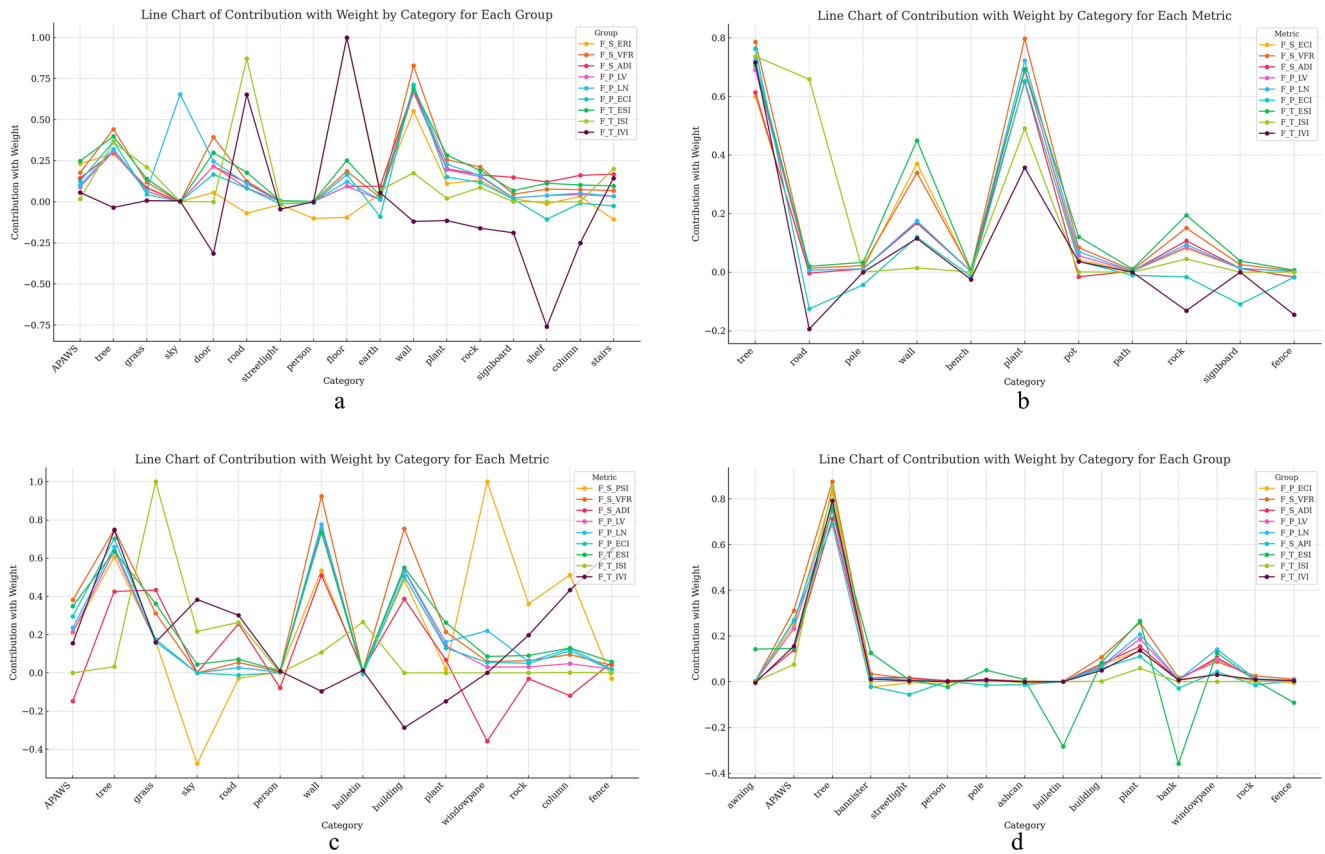 Line Chart of Contribution with Weight by Category for Each Group
Contribution with Weight
1.00
0.75
0.50
0.25
0.00
−0.25
−0.50
−0.75
Group
F_S_ERI
F_S_VFR
F_S_ADI
F_P_LV
F_P_LN
F_P_ECI
F_T_ESI
F_T_ISI
F_T_IVI
APAWS
tree
grass
sky
door
road
streetlight
person
floor
earth
wall
plant
rock
signboard
shelf
column
stairs
Category
a
Line Chart of Contribution with Weight by Category for Each Metric
Contribution with Weight
0.8
0.6
0.4
0.2
0.0
−0.2
Metric
F_S_ECI
F_S_VFR
F_S_ADI
F_P_LV
F_P_LN
F_P_ECI
F_T_ESI
F_T_ISI
F_T_IVI
tree
road
pole
wall
bench
plant
pot
path
rock
signboard
fence
Category
b
Line Chart of Contribution with Weight by Category for Each Metric
Contribution with Weight
1.0
0.8
0.6
0.4
0.2
0.0
−0.2
−0.4
Metric
F_S_PSI
F_S_VFR
F_S_ADI
F_P_LV
F_P_LN
F_P_ECI
F_T_ESI
F_T_ISI
F_T_IVI
APAWS
tree
grass
sky
road
person
wall
bulletin
building
plant
windowpane
rock
column
fence
Category
c
Line Chart of Contribution with Weight by Category for Each Group
Contribution with Weight
0.8
0.6
0.4
0.2
0.0
−0.2
−0.4
Group
F_P_ECI
F_S_VFR
F_S_ADI
F_P_LV
F_P_LN
F_S_API
F_T_ESI
F_T_ISI
F_T_IVI
awning
APAWS
tree
bannister
streetlight
person
pole
ashcan
bulletin
building
plant
bank
windowpane
rock
fence
Category
d